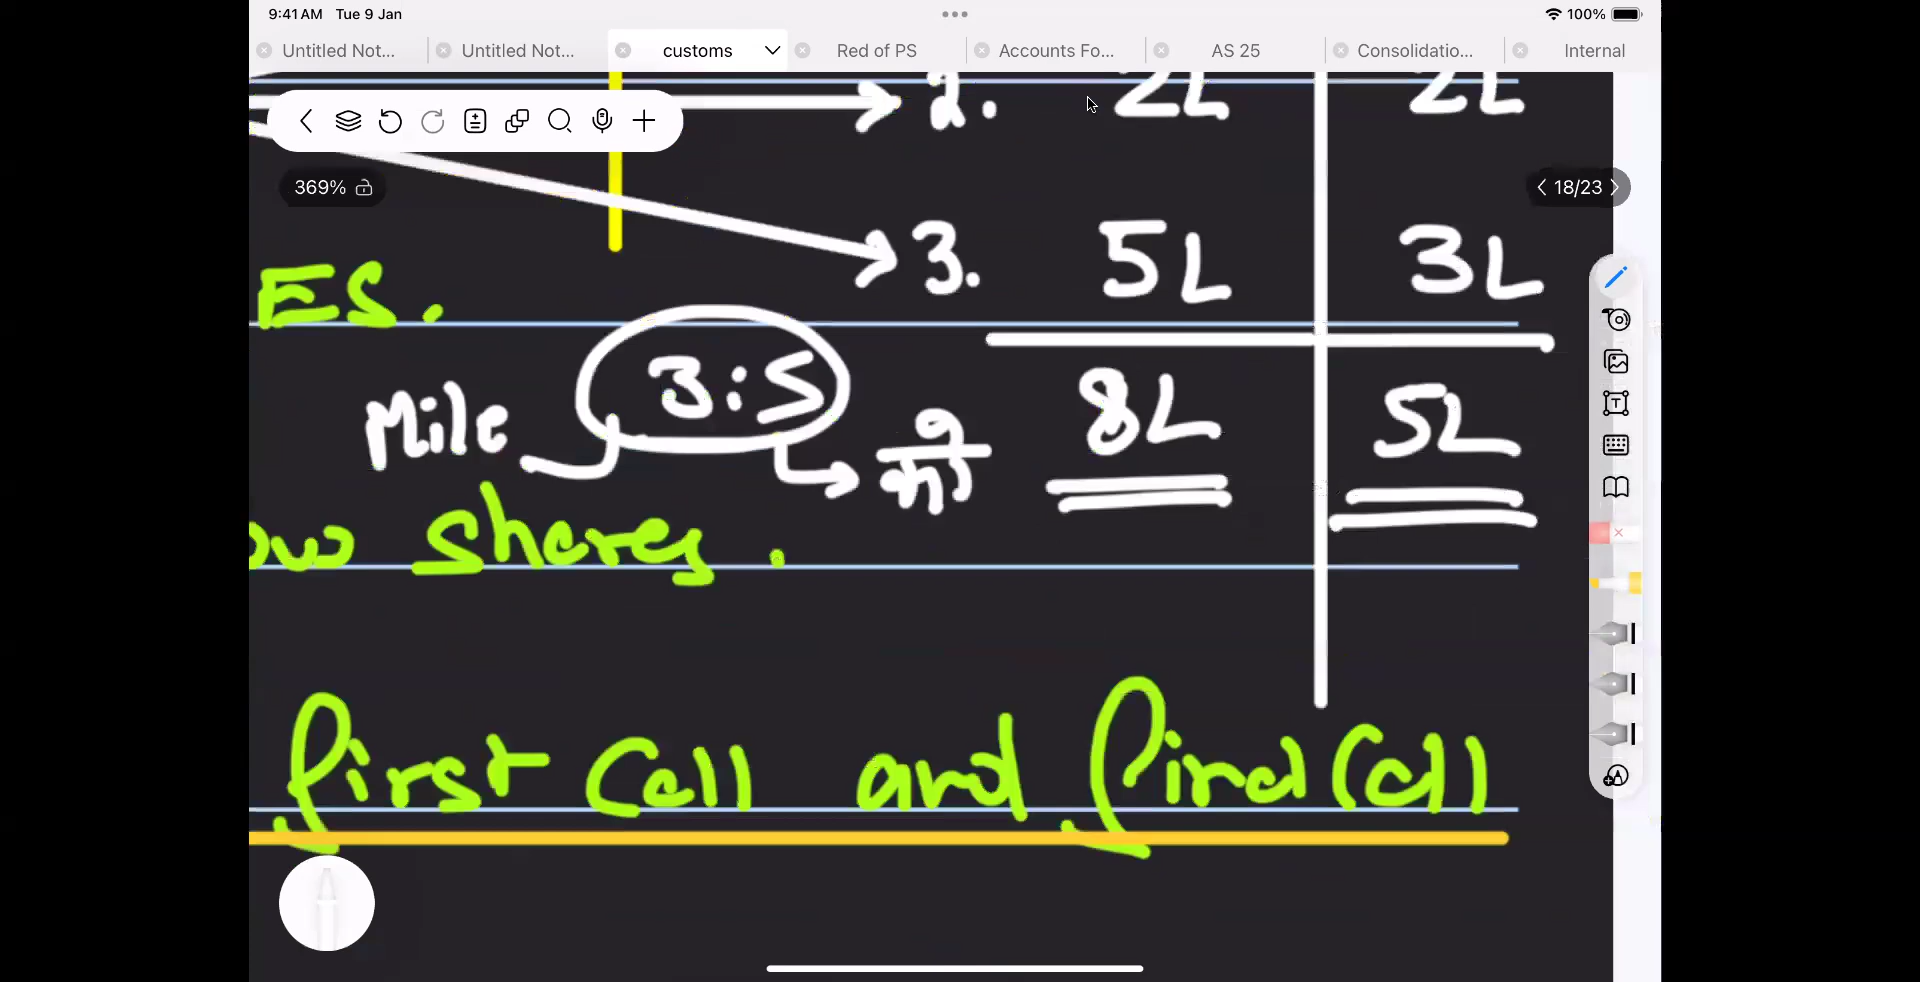 9:41 AM Tue 9 Jan
100%
Untitled Not...
Untitled Not...
customs
Red of PS
Accounts Fo...
AS 25
Consolidatio...
Internal
2. 2L 2L
369%
18/23
3. 5L 3L
ES.
Mile 3:5
8L 5L
ow Shares.
first Call and final Call